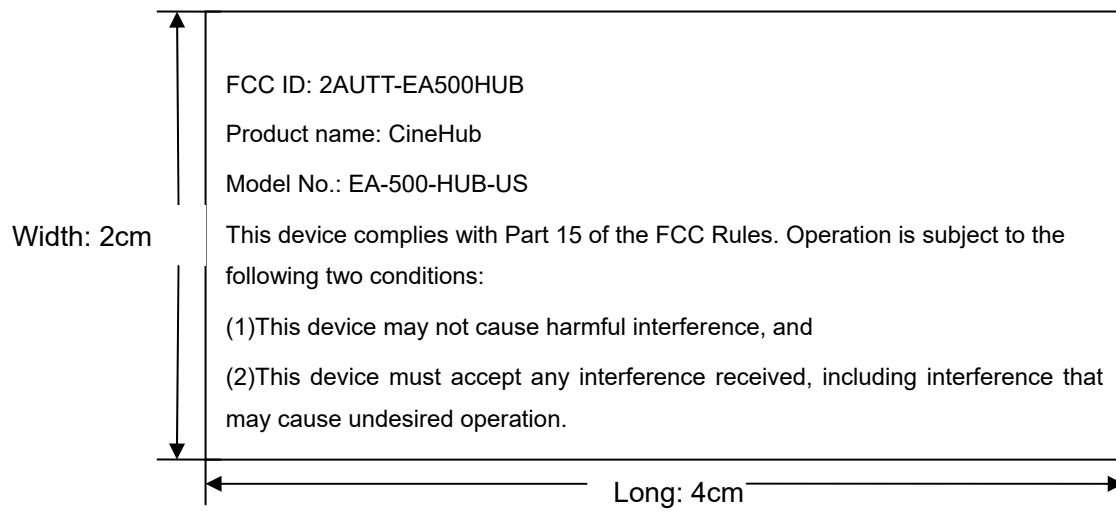 FCC ID: 2AUTT-EA500HUB
Product name: CineHub
Model No.: EA-500-HUB-US
Width: 2cm
This device complies with Part 15 of the FCC Rules. Operation is subject to the
following two conditions:
(1)This device may not cause harmful interference, and
(2)This device must accept any interference received, including interference that
may cause undesired operation.
Long: 4cm